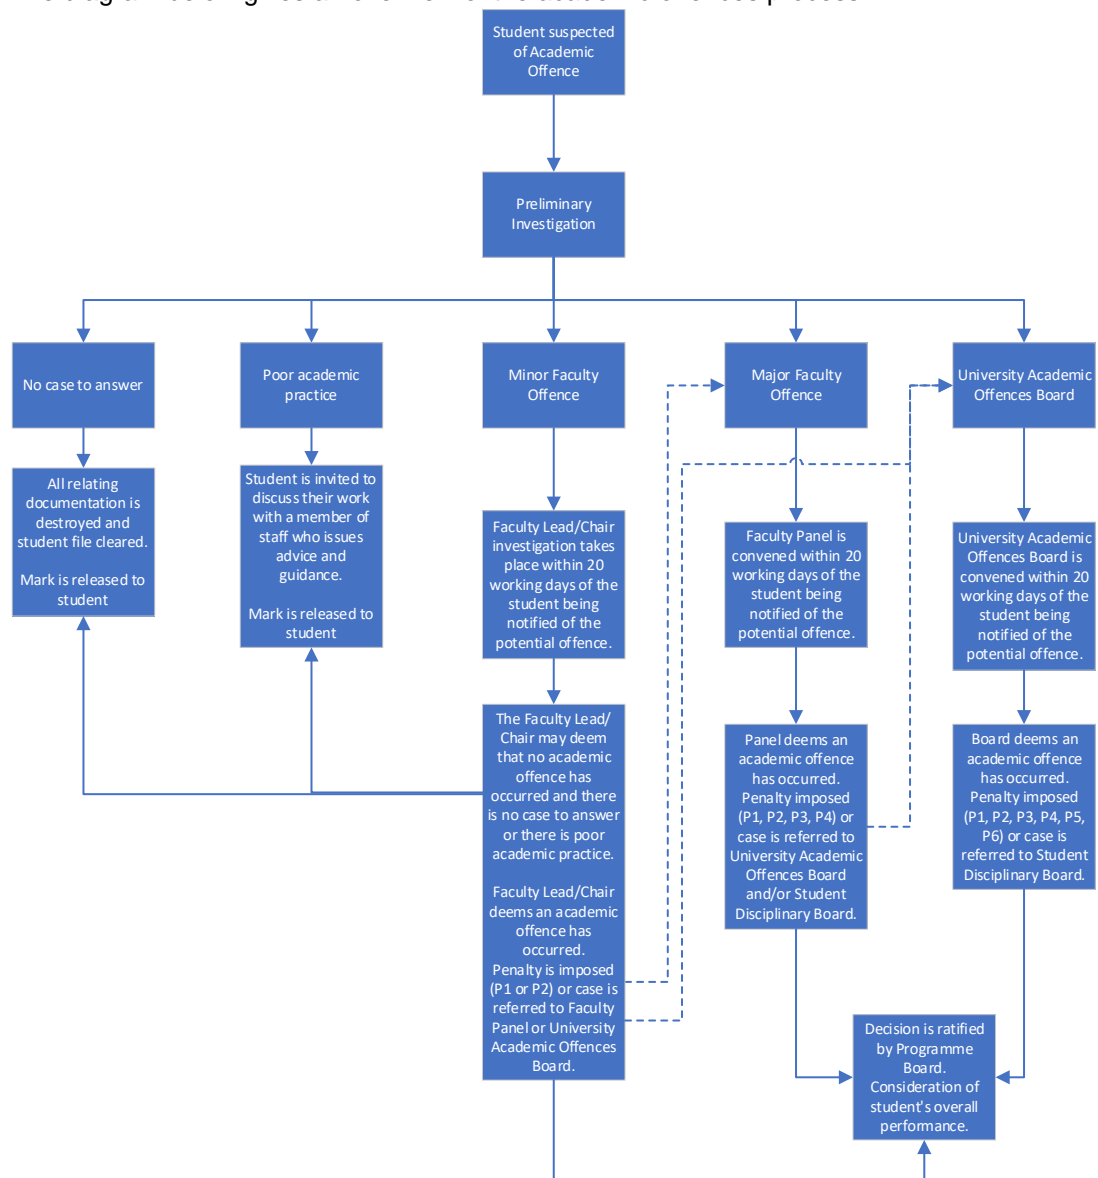 Student suspected
of Academic
Offence
Preliminary
Investigation
No case to answer
Poor academic
practice
Minor Faculty
Offence
Major Faculty
Offence
University Academic
Offences Board
All relating
documentation is
destroyed and
student file cleared.
Mark is released to
student
Student is invited to
discuss their work
with a member of
staff who issues
advice and
guidance.
Mark is released to
student
Faculty Lead/Chair
investigation takes
place within 20
working days of the
student being
notified of the
potential offence.
Faculty Panel is
convened within 20
working days of the
student being
notified of the
potential offence.
University Academic
Offences Board is
convened within 20
working days of the
student being
notified of the
potential offence.
The Faculty Lead/
Chair may deem
that no academic
offence has
occurred and there
is no case to answer
or there is poor
academic practice.
Faculty Lead/Chair
deems an academic
offence has
occurred.
Penalty is imposed
(P1 or P2) or case is
referred to Faculty
Panel or University
Academic Offences
Board.
Panel deems an
academic offence
has occurred.
Penalty imposed
(P1, P2, P3, P4) or
case is referred to
University Academic
Offences Board
and/or Student
Disciplinary Board.
Board deems an
academic offence
has occurred.
Penalty imposed
(P1, P2, P3, P4, P5,
P6) or case is
referred to Student
Disciplinary Board.
Decision is ratified
by Programme
Board.
Consideration of
student's overall
performance.